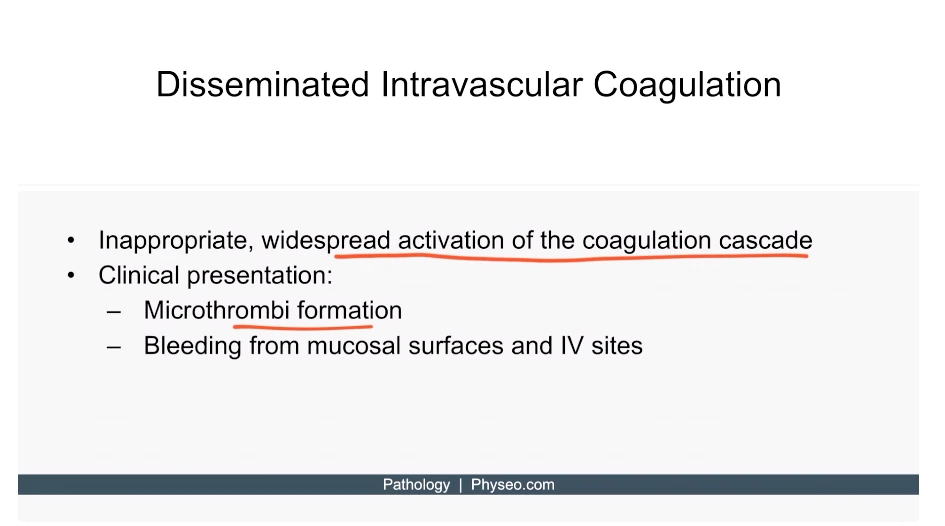 Disseminated Intravascular Coagulation
• Inappropriate, widespread activation of the coagulation cascade
• Clinical presentation:
– Microthrombi formation
– Bleeding from mucosal surfaces and IV sites
Pathology | Physeo.com